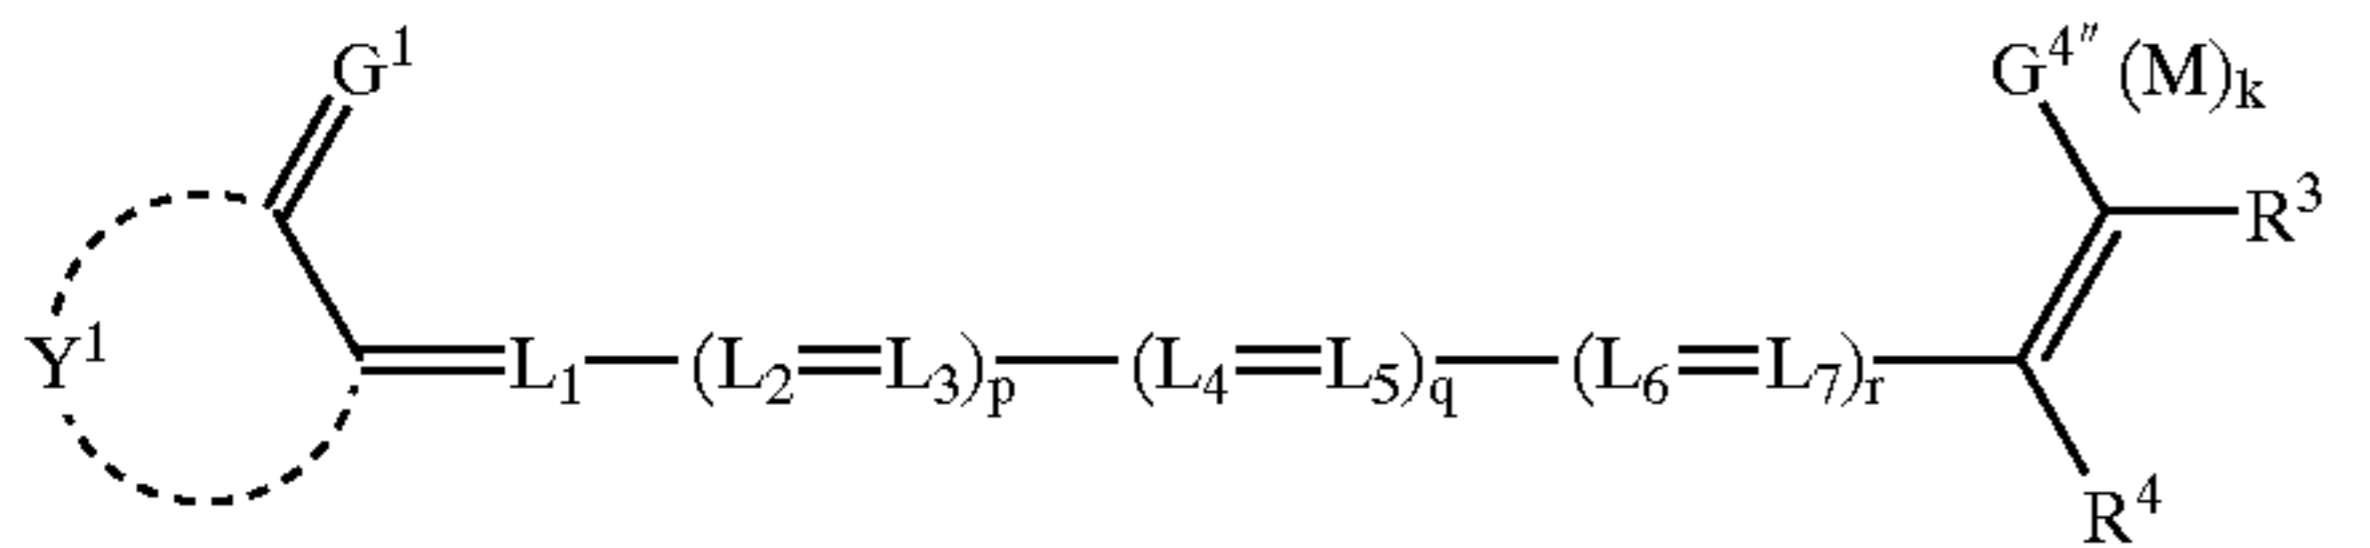 G¹ G⁴″ (M)ₖ
R³
Y¹ =L₁—(L₂=L₃)ₚ—(L₄=L₅)q—(L₆=L₇)ᵣ
R⁴